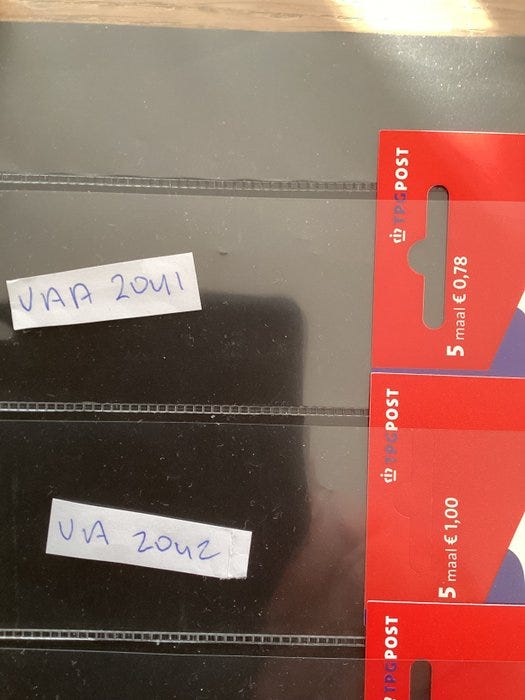 TPGPOST
5 maal € 0,78
VAA 2041
TPGPOST
5 maal € 1,00
VA 2042
TPGPOST